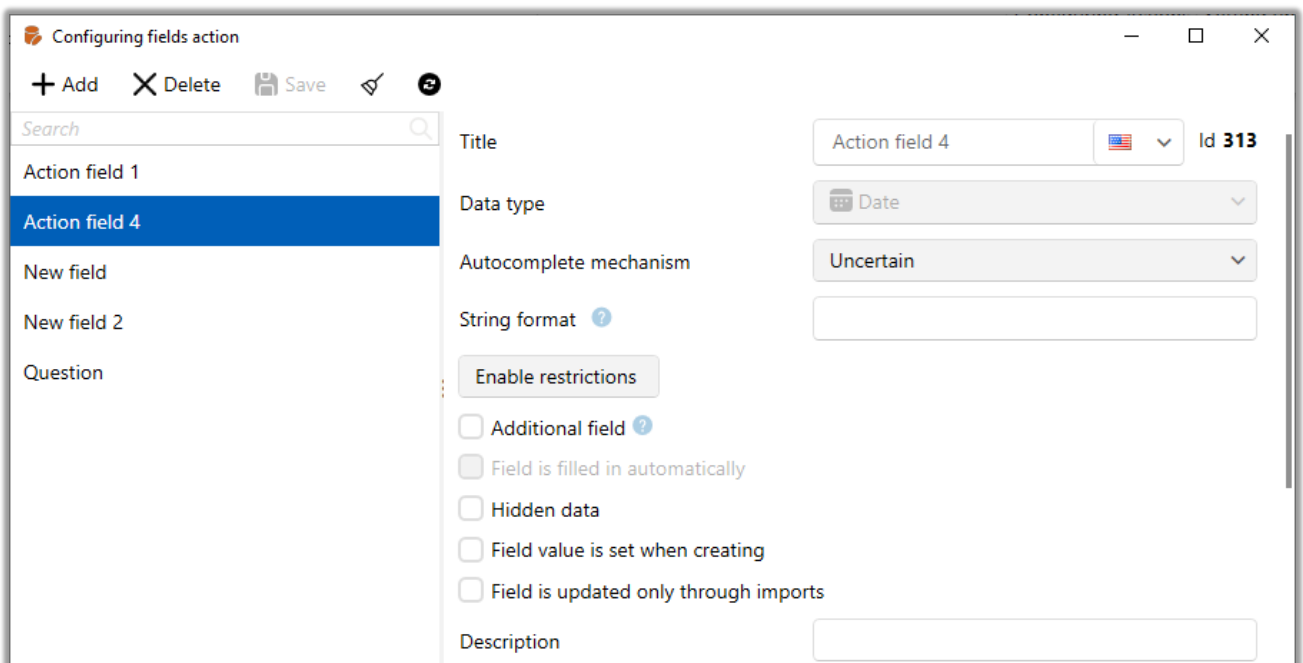 Configuring fields action
Add Delete Save
Search
Action field 1
Action field 4
New field
New field 2
Question
Title Action field 4 Id 313
Data type Date
Autocomplete mechanism Uncertain
String format ?
Enable restrictions
Additional field ?
Field is filled in automatically
Hidden data
Field value is set when creating
Field is updated only through imports
Description